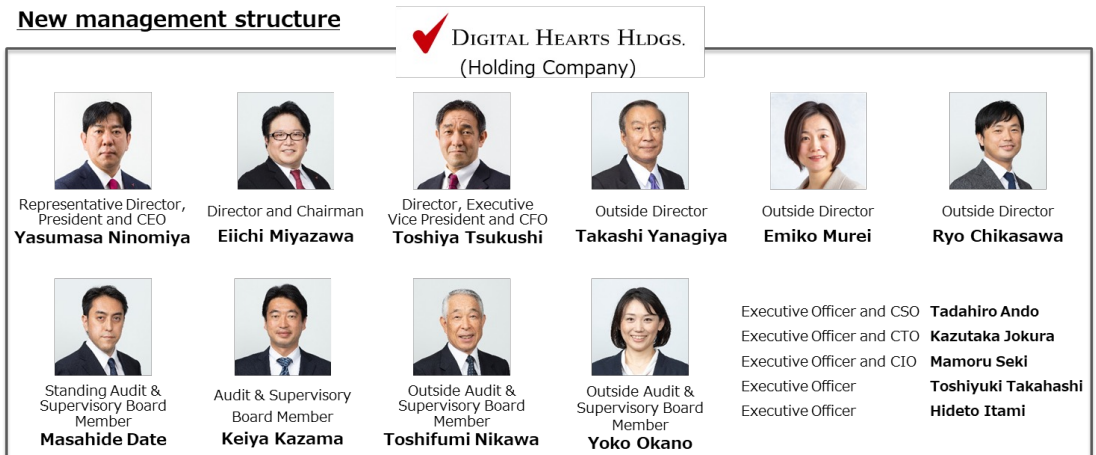 New management structure
DIGITAL HEARTS HLDGS.
(Holding Company)
Representative Director,
President and CEO
Yasumasa Ninomiya
Director and Chairman
Eiichi Miyazawa
Director, Executive
Vice President and CFO
Toshiya Tsukushi
Outside Director
Takashi Yanagiya
Outside Director
Emiko Murei
Outside Director
Ryo Chikasawa
Standing Audit &
Supervisory Board
Member
Masahide Date
Audit & Supervisory
Board Member
Keiya Kazama
Outside Audit &
Supervisory Board
Member
Toshifumi Nikawa
Outside Audit &
Supervisory Board
Member
Yoko Okano
Executive Officer and CSO Tadahiro Ando
Executive Officer and CTO Kazutaka Jokura
Executive Officer and CIO Mamoru Seki
Executive Officer Toshiyuki Takahashi
Executive Officer Hideto Itami